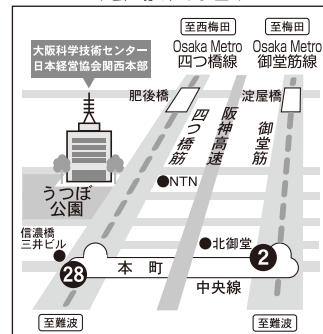 至西梅田
至梅田
大阪科学技術センター
日本経営協会関西本部
Osaka Metro
四つ橋線
Osaka Metro
御堂筋線
肥後橋
淀屋橋
四つ橋筋
阪神高速
御堂筋
うつぼ
公園
●NTN
信濃橋
三井ビル
●北御堂
28
本町
2
中央線
至難波
至難波